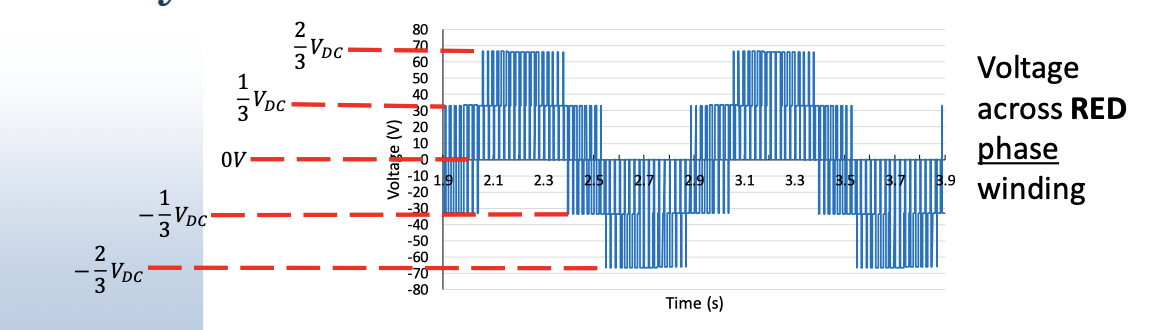 2/3 V_DC
1/3 V_DC
0V
-1/3 V_DC
-2/3 V_DC
Voltage (V)
80
70
60
50
40
30
20
10
0
-10
-20
-30
-40
-50
-60
-70
-80
1.9 2.1 2.3 2.5 2.7 2.9 3.1 3.3 3.5 3.7 3.9
Time (s)
Voltage
across RED
phase
winding